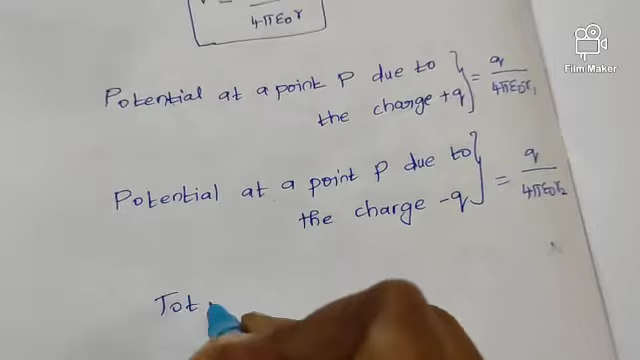 4πε₀r
Potential at a point P due to } = q / 4πε₀r₁
the charge +q
Potential at a point P due to } = q / 4πε₀r₂
the charge -q
Tot
Film Maker